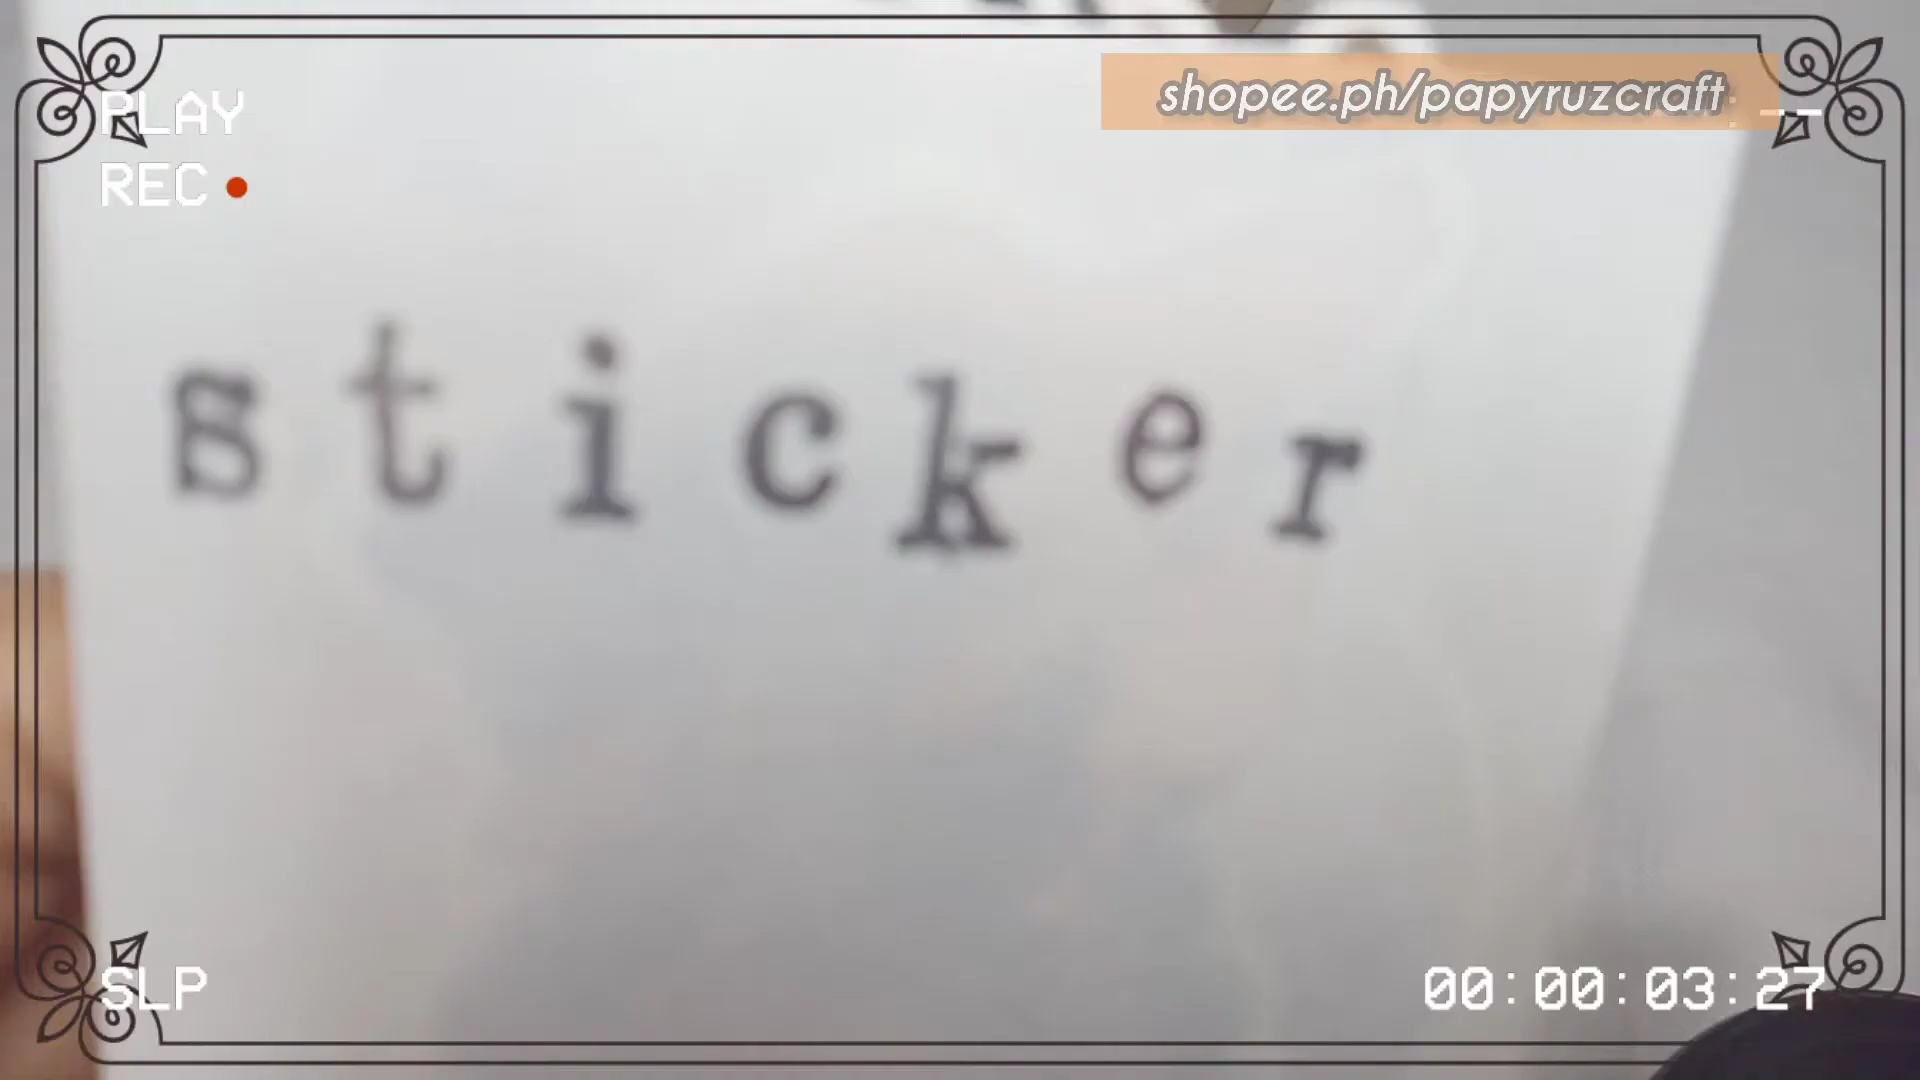 shopee.ph/papyruzcraft
PLAY
REC
sticker
SLP
00:00:03:27